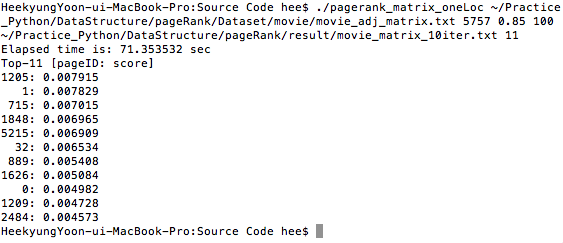 HeekyungYoon-ui-MacBook-Pro:Source Code hee$ ./pagerank_matrix_oneLoc ~/Practice
_Python/DataStructure/pageRank/Dataset/movie/movie_adj_matrix.txt 5757 0.85 100
~/Practice_Python/DataStructure/pageRank/result/movie_matrix_10iter.txt 11
Elapsed time is: 71.353532 sec
Top-11 [pageID: score]
1205: 0.007915
1: 0.007829
715: 0.007015
1848: 0.006965
5215: 0.006909
32: 0.006534
889: 0.005408
1626: 0.005084
0: 0.004982
1209: 0.004728
2484: 0.004573
HeekyungYoon-ui-MacBook-Pro:Source Code hee$